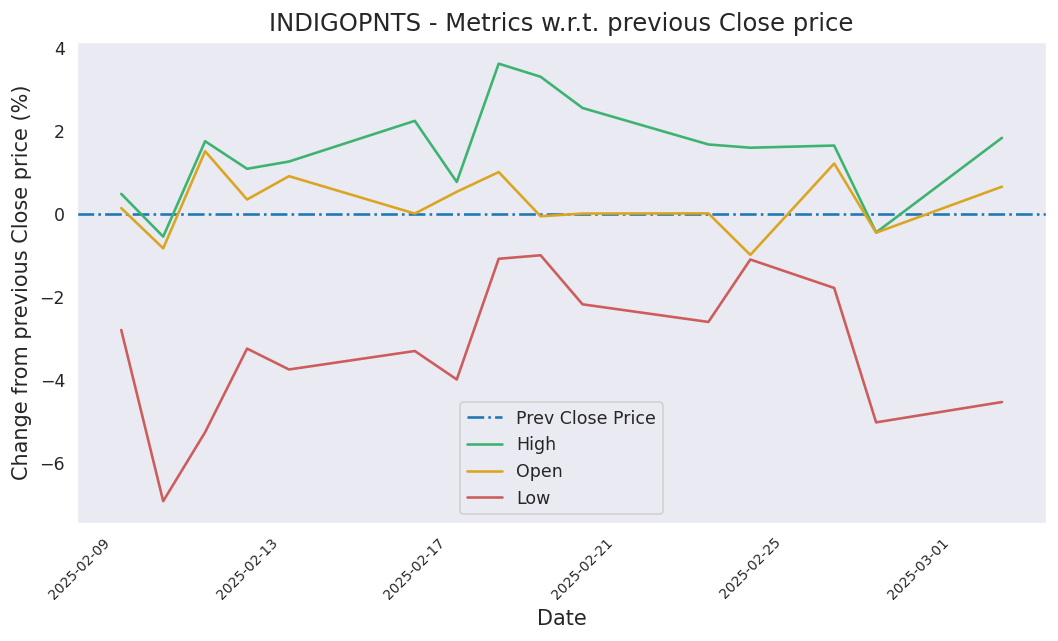 INDIGOPNTS - Metrics w.r.t. previous Close price
Change from previous Close price (%)
4
2
0
−2
−4
−6
Prev Close Price
High
Open
Low
2025-02-09
2025-02-13
2025-02-17
2025-02-21
2025-02-25
2025-03-01
Date